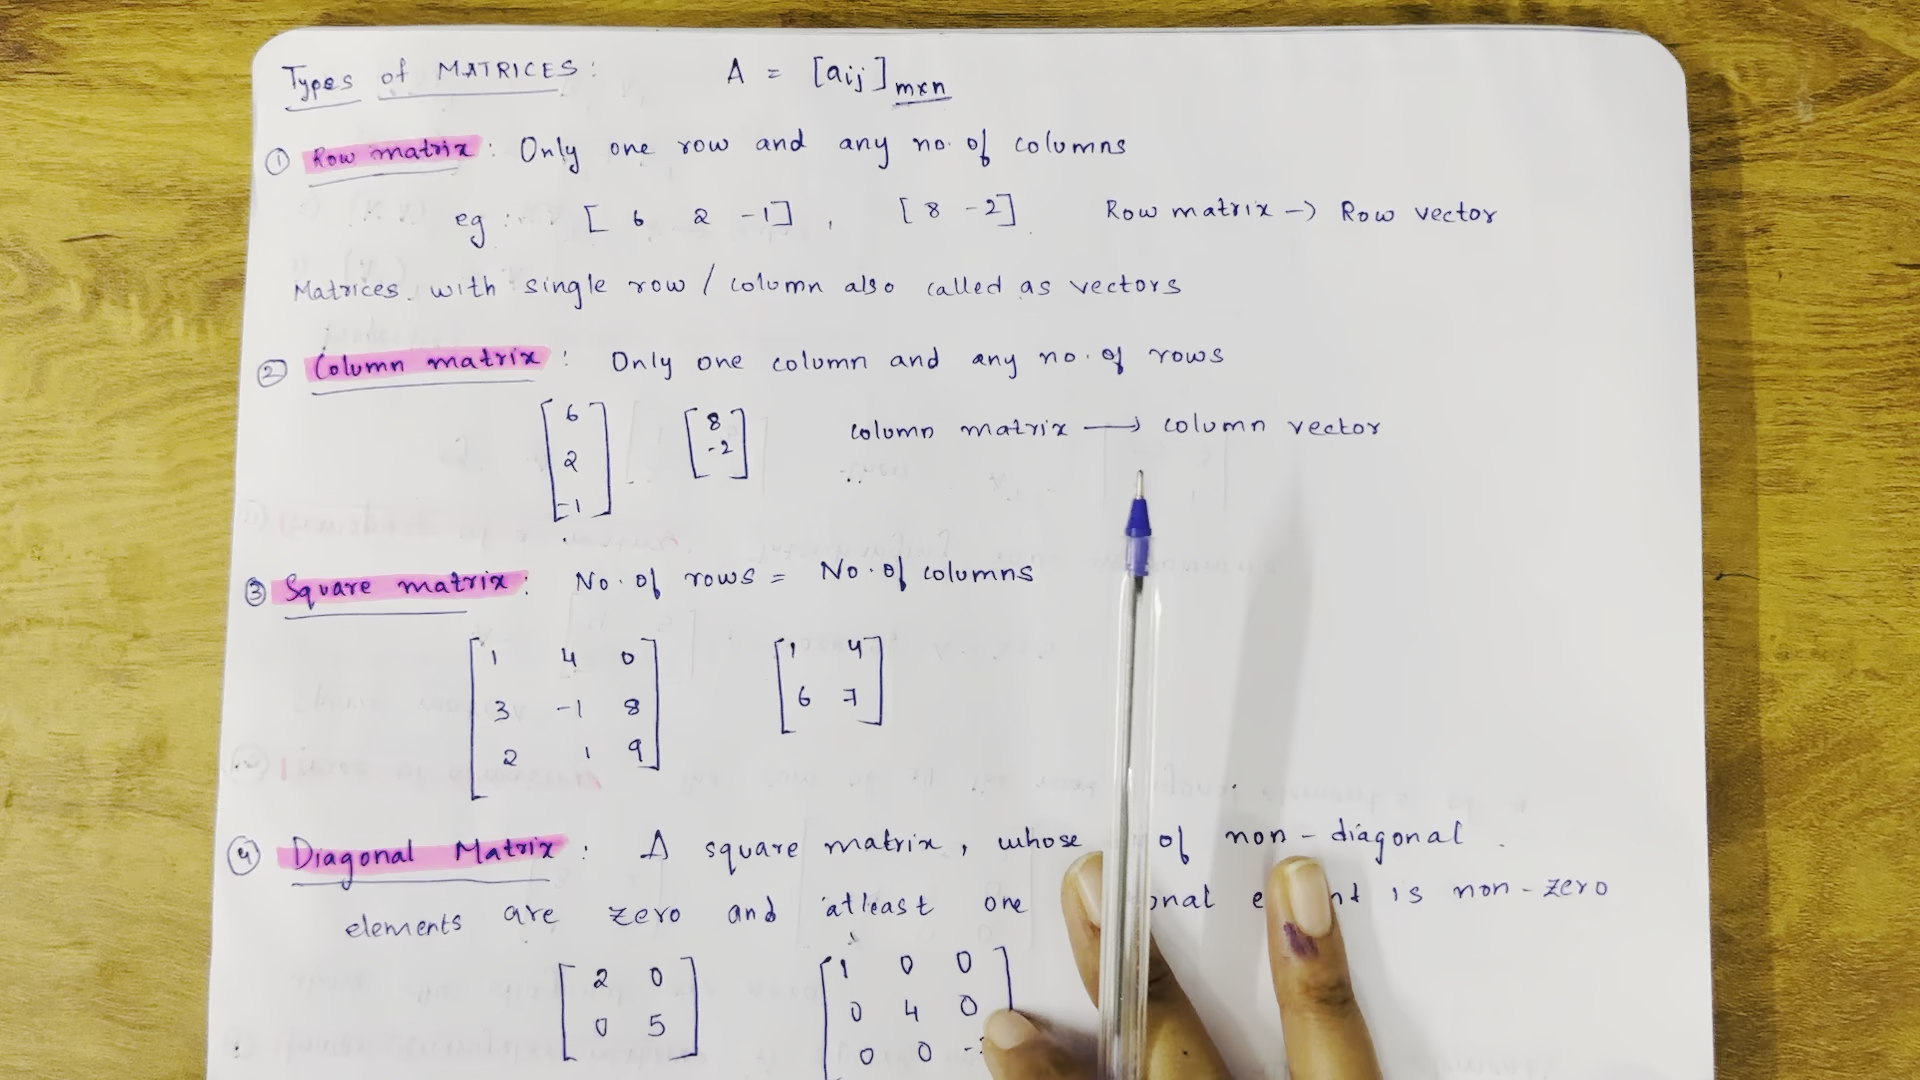 Types of MATRICES: A = [aij]mxn
① Row matrix: Only one row and any no. of columns
eg: [ 6 2 -1 ], [ 8 -2 ] Row matrix -> Row vector
Matrices with single row / column also called as vectors
② Column matrix: Only one column and any no. of rows
6
2
-1
8
-2
column matrix → column vector
③ Square matrix: No. of rows = No. of columns
1 4 0
3 -1 8
2 1 9
1 4
6 7
④ Diagonal Matrix: A square matrix, whose of non-diagonal
elements are zero and atleast one is non-zero
2 0
0 5
1 0 0
0 4 0
0 0